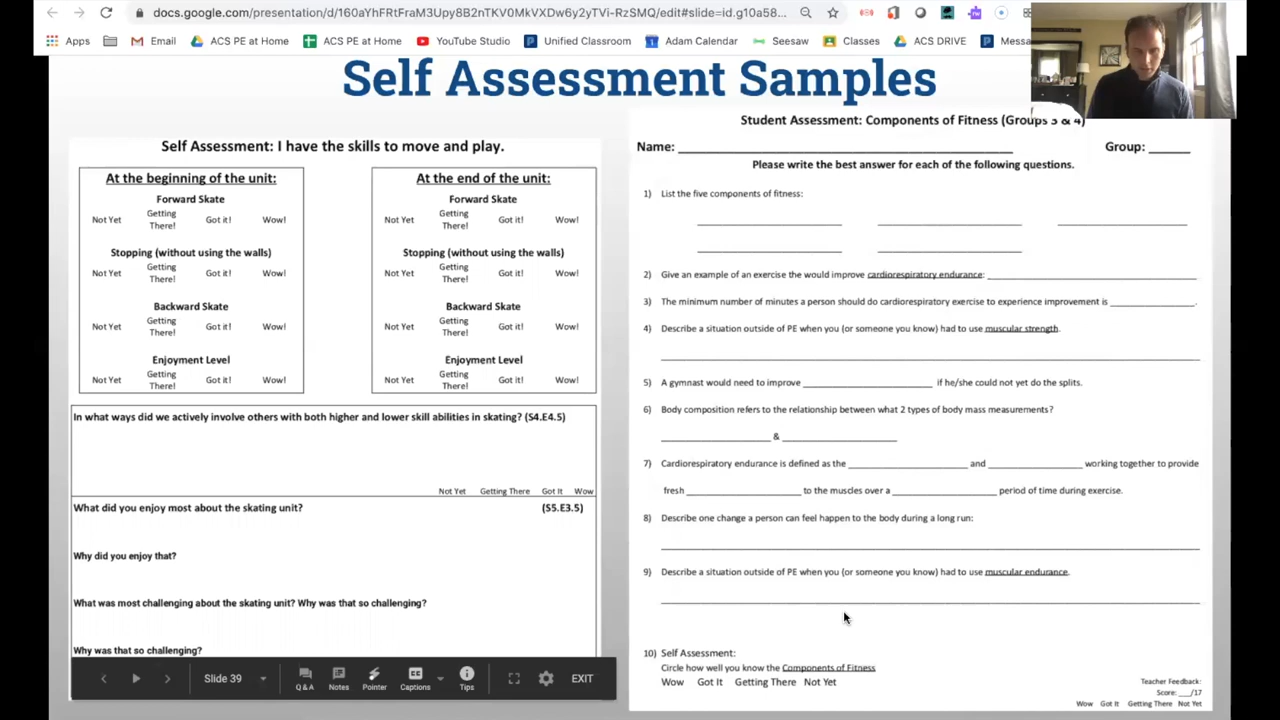 docs.google.com/presentation/d/160aYhFRtFraM3Upy8B2nTKV0MkVXDw6y2yTVi-RzSMQ/edit#slide=id.g10a58...
Apps Email ACS PE at Home ACS PE at Home YouTube Studio Unified Classroom Adam Calendar Seesaw Classes ACS DRIVE Messa
Self Assessment Samples
Self Assessment: I have the skills to move and play.
At the beginning of the unit:
Forward Skate
Not Yet Getting There! Got it! Wow!
Stopping (without using the walls)
Not Yet Getting There! Got it! Wow!
Backward Skate
Not Yet Getting There! Got it! Wow!
Enjoyment Level
Not Yet Getting There! Got it! Wow!
At the end of the unit:
Forward Skate
Not Yet Getting There! Got it! Wow!
Stopping (without using the walls)
Not Yet Getting There! Got it! Wow!
Backward Skate
Not Yet Getting There! Got it! Wow!
Enjoyment Level
Not Yet Getting There! Got it! Wow!
In what ways did we actively involve others with both higher and lower skill abilities in skating? (S4.E4.5)
Not Yet Getting There Got It Wow
What did you enjoy most about the skating unit? (S5.E3.5)
Why did you enjoy that?
What was most challenging about the skating unit? Why was that so challenging?
Why was that so challenging?
Slide 39 Q & A Notes Pointer Captions Tips EXIT
Student Assessment: Components of Fitness (Groups 3 & 4)
Name: ____ Group: ____
Please write the best answer for each of the following questions.
1) List the five components of fitness:
2) Give an example of an exercise the would improve cardiorespiratory endurance: ____
3) The minimum number of minutes a person should do cardiorespiratory exercise to experience improvement is ____.
4) Describe a situation outside of PE when you (or someone you know) had to use muscular strength.
5) A gymnast would need to improve ____ if he/she could not yet do the splits.
6) Body composition refers to the relationship between what 2 types of body mass measurements?
____ & ____
7) Cardiorespiratory endurance is defined as the ____ and ____ working together to provide
fresh ____ to the muscles over a ____ period of time during exercise.
8) Describe one change a person can feel happen to the body during a long run:
9) Describe a situation outside of PE when you (or someone you know) had to use muscular endurance.
10) Self Assessment:
Circle how well you know the Components of Fitness
Wow Got It Getting There Not Yet
Teacher Feedback:
Score: ___/17
Wow Got It Getting There Not Yet